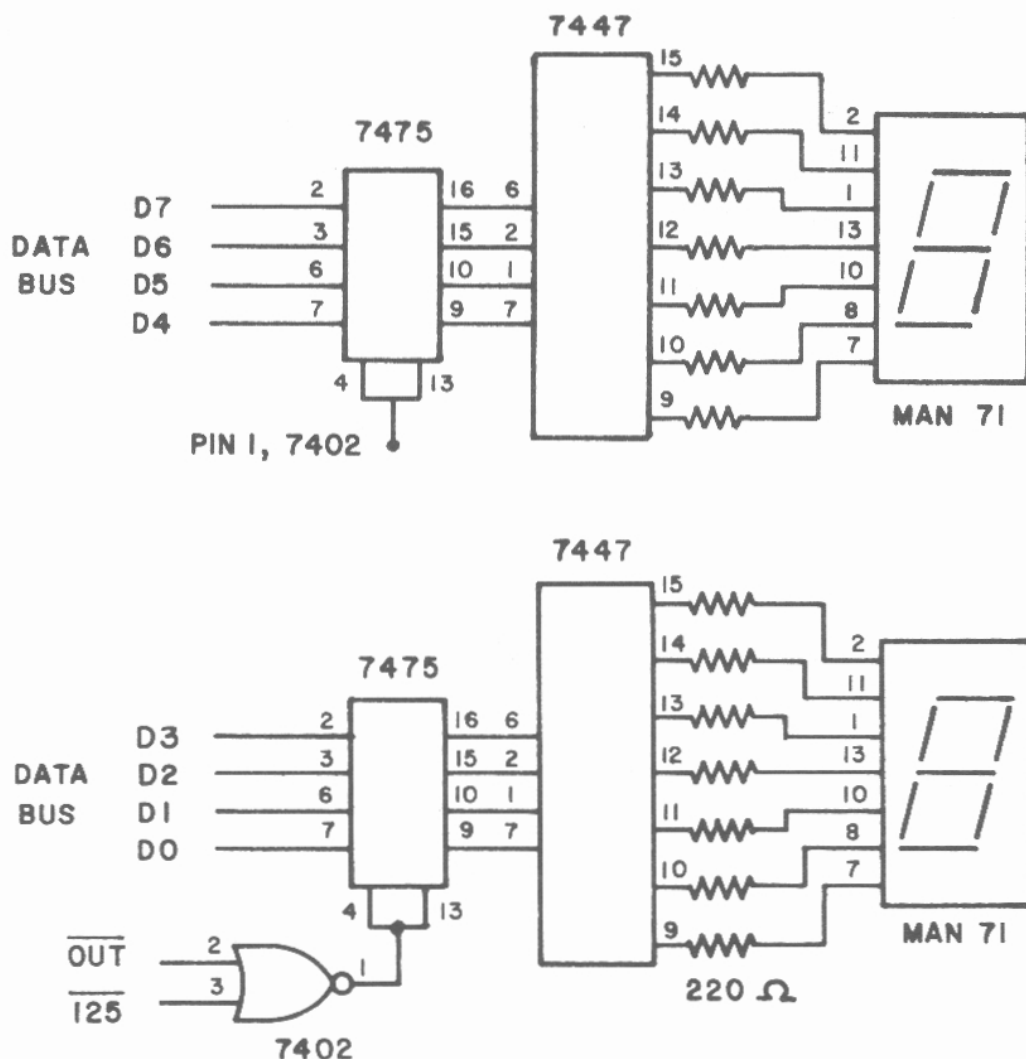 7447
15
2
14
11
7475
13
1
D7 2 16 6 12 13
DATA D6 3 15 2
BUS D5 6 10 1 11 10
D4 7 9 7 10 8
4 13 9 7
PIN 1, 7402
MAN 71
7447
15
2
14
11
7475
13
1
D3 2 16 6
DATA D2 3 15 2 12 13
BUS D1 6 10 1 11 10
D0 7 9 7 10 8
4 13 9 7
OUT 2
125 3 1
7402
220 Ω
MAN 71